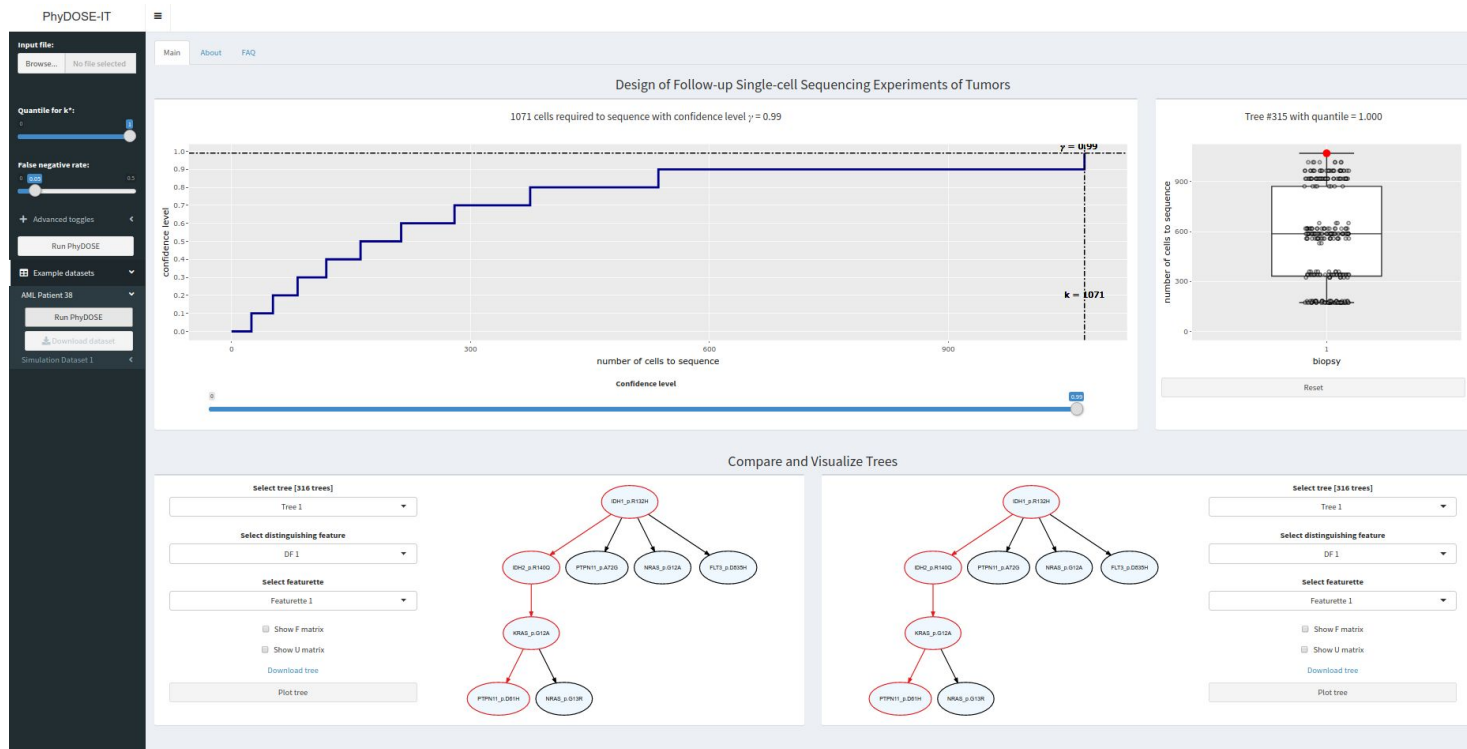 PhyDOSE-IT
Input file:
Browse... No file selected
Quantile for k*:
0 1
False negative rate:
0 0.05 0.5
Advanced toggles
Run PhyDOSE
Example datasets
AML Patient 38
Run PhyDOSE
Download dataset
Simulation Dataset 1
Main About FAQ
Design of Follow-up Single-cell Sequencing Experiments of Tumors
1071 cells required to sequence with confidence level γ = 0.99
γ = 0.99
1.0
0.9
0.8
0.7
0.6
0.5
0.4
0.3
0.2
0.1
0.0
confidence level
k = 1071
0 300 600 900
number of cells to sequence
Confidence level
0 0.99
Tree #315 with quantile = 1.000
900
600
300
0
number of cells to sequence
1
biopsy
Reset
Compare and Visualize Trees
Select tree [316 trees]
Tree 1
Select distinguishing feature
DF 1
Select featurette
Featurette 1
Show F matrix
Show U matrix
Download tree
Plot tree
IDH1_p.R132H
IDH2_p.R140Q PTPN11_p.A72G NRAS_p.G12A FLT3_p.D835H
KRAS_p.G12A
PTPN11_p.D61H NRAS_p.G13R
IDH1_p.R132H
IDH2_p.R140Q PTPN11_p.A72G NRAS_p.G12A FLT3_p.D835H
KRAS_p.G12A
PTPN11_p.D61H NRAS_p.G13R
Select tree [316 trees]
Tree 1
Select distinguishing feature
DF 1
Select featurette
Featurette 1
Show F matrix
Show U matrix
Download tree
Plot tree